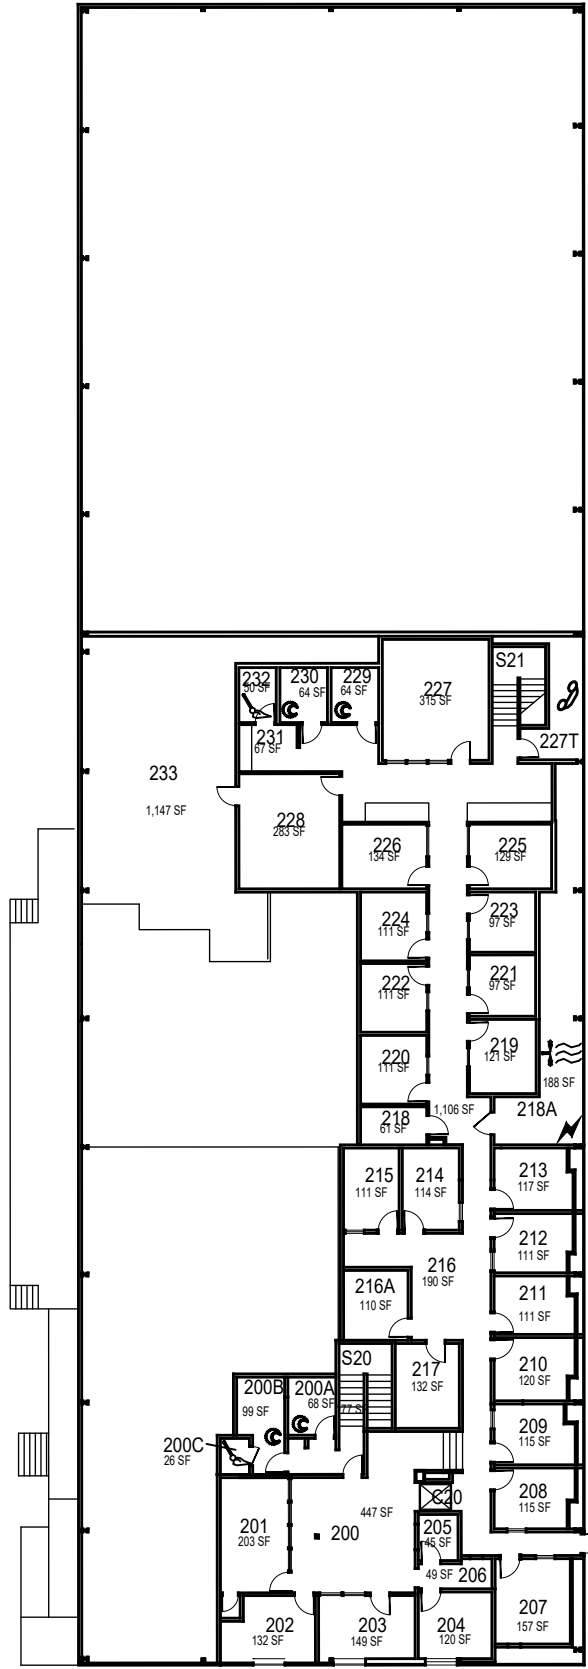 S21
232
50 SF
230
64 SF
229
64 SF
227
315 SF
231
67 SF
227T
233
1,147 SF
228
283 SF
226
134 SF
225
129 SF
224
111 SF
223
97 SF
222
111 SF
221
97 SF
220
111 SF
219
121 SF
188 SF
218
61 SF
1,106 SF
218A
215
111 SF
214
114 SF
213
117 SF
212
111 SF
216
190 SF
216A
110 SF
211
111 SF
S20
217
132 SF
210
120 SF
200B
99 SF
200A
68 SF
77 SF
209
115 SF
200C
26 SF
C20
208
115 SF
447 SF
201
203 SF
200
205
45 SF
49 SF
206
202
132 SF
203
149 SF
204
120 SF
207
157 SF